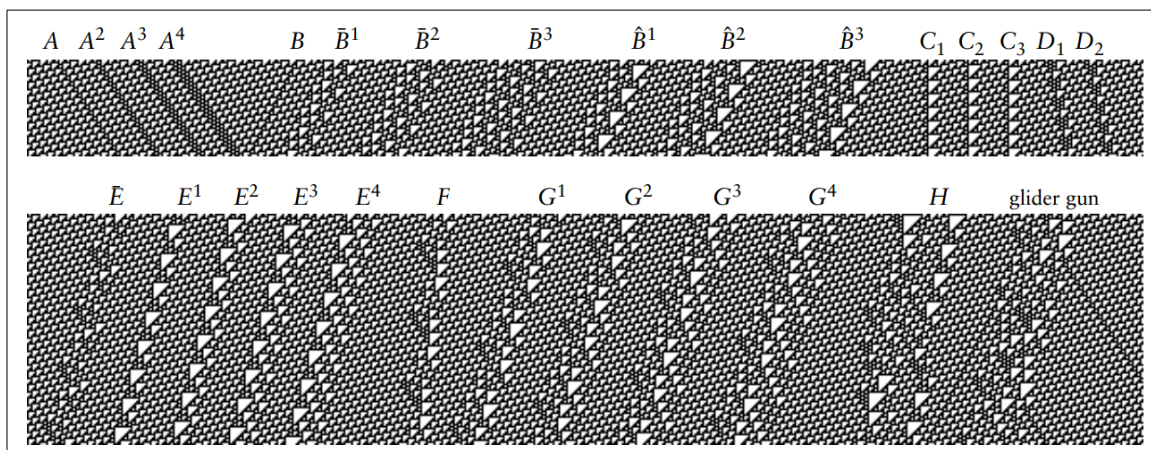 A A² A³ A⁴ B B̄¹ B̄² B̄³ B̂¹ B̂² B̂³ C₁ C₂ C₃ D₁ D₂
Ē E¹ E² E³ E⁴ F G¹ G² G³ G⁴ H glider gun